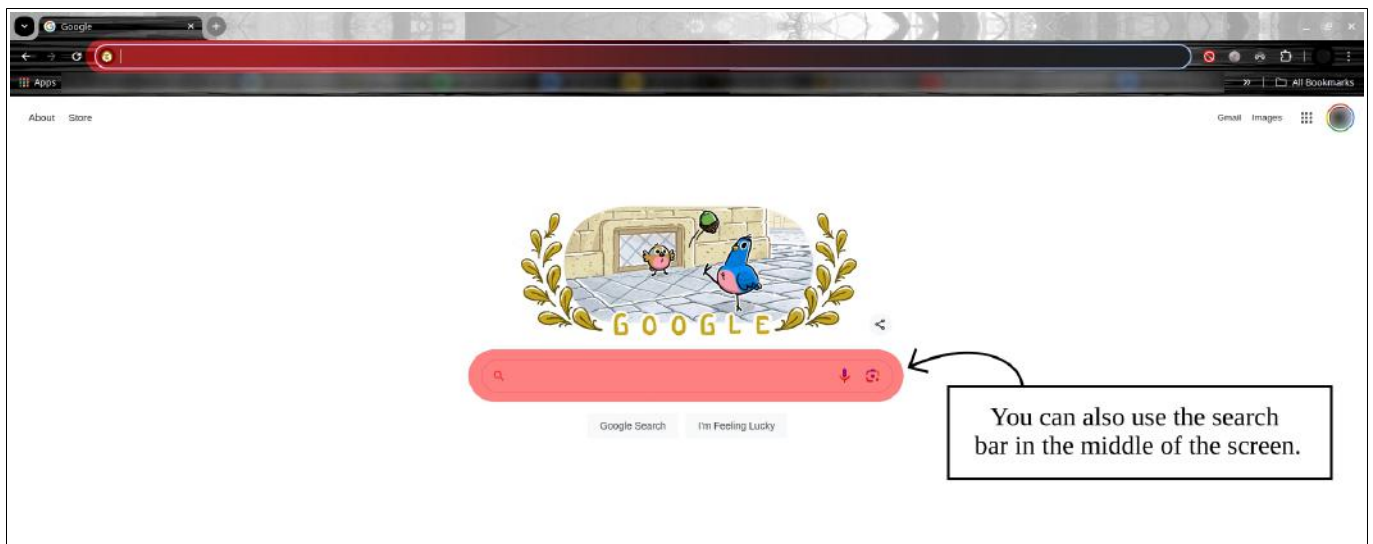 Google
Apps
All Bookmarks
About Store
Gmail Images
GOOGLE
Google Search I'm Feeling Lucky
You can also use the search
bar in the middle of the screen.